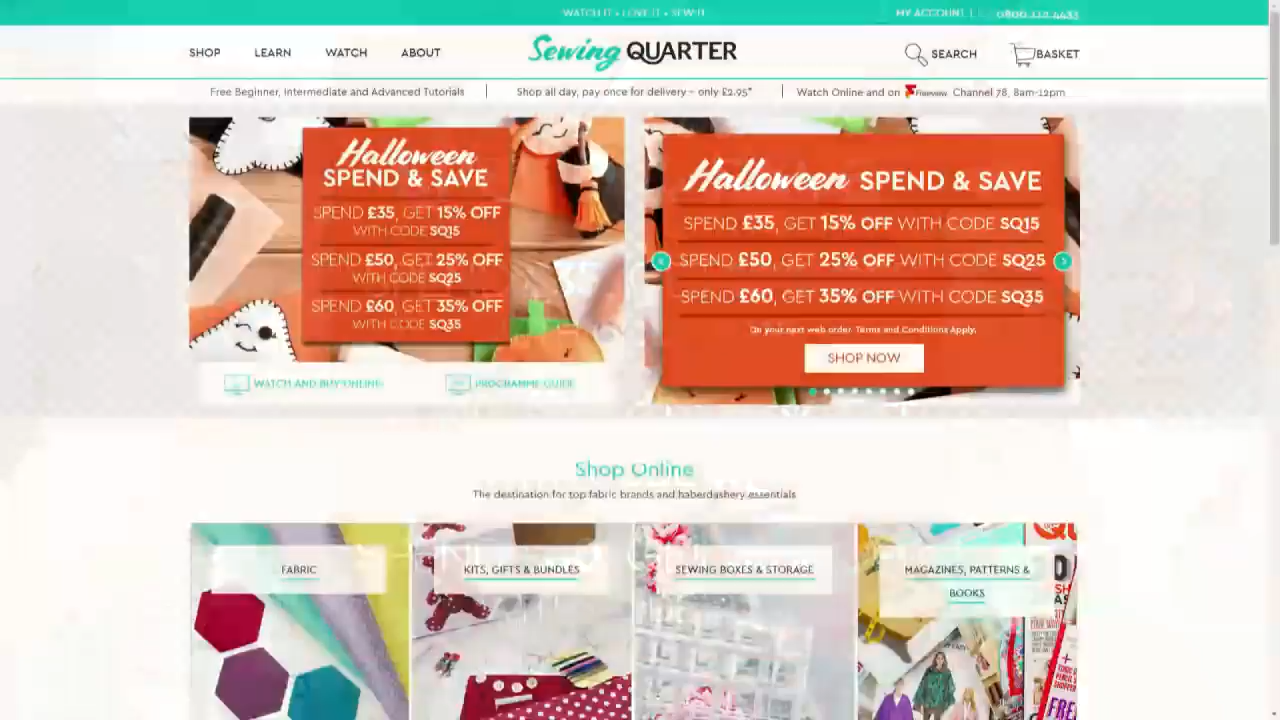 WATCH IT • LOVE IT • SEW IT
MY ACCOUNT
SHOP LEARN WATCH ABOUT
Sewing QUARTER
SEARCH BASKET
Free Beginner, Intermediate and Advanced Tutorials
Shop all day, pay once for delivery – only £2.95*
Watch Online and on Freeview Channel 78, 8am-12pm
Halloween
SPEND & SAVE
SPEND £35, GET 15% OFF
WITH CODE SQ15
SPEND £50, GET 25% OFF
WITH CODE SQ25
SPEND £60, GET 35% OFF
WITH CODE SQ35
WATCH AND BUY ONLINE
PROGRAMME GUIDE
Halloween SPEND & SAVE
SPEND £35, GET 15% OFF WITH CODE SQ15
SPEND £50, GET 25% OFF WITH CODE SQ25
SPEND £60, GET 35% OFF WITH CODE SQ35
On your next web order. Terms and Conditions Apply.
SHOP NOW
Shop Online
The destination for top fabric brands and haberdashery essentials
FABRIC
KITS, GIFTS & BUNDLES
SEWING BOXES & STORAGE
MAGAZINES, PATTERNS &
BOOKS